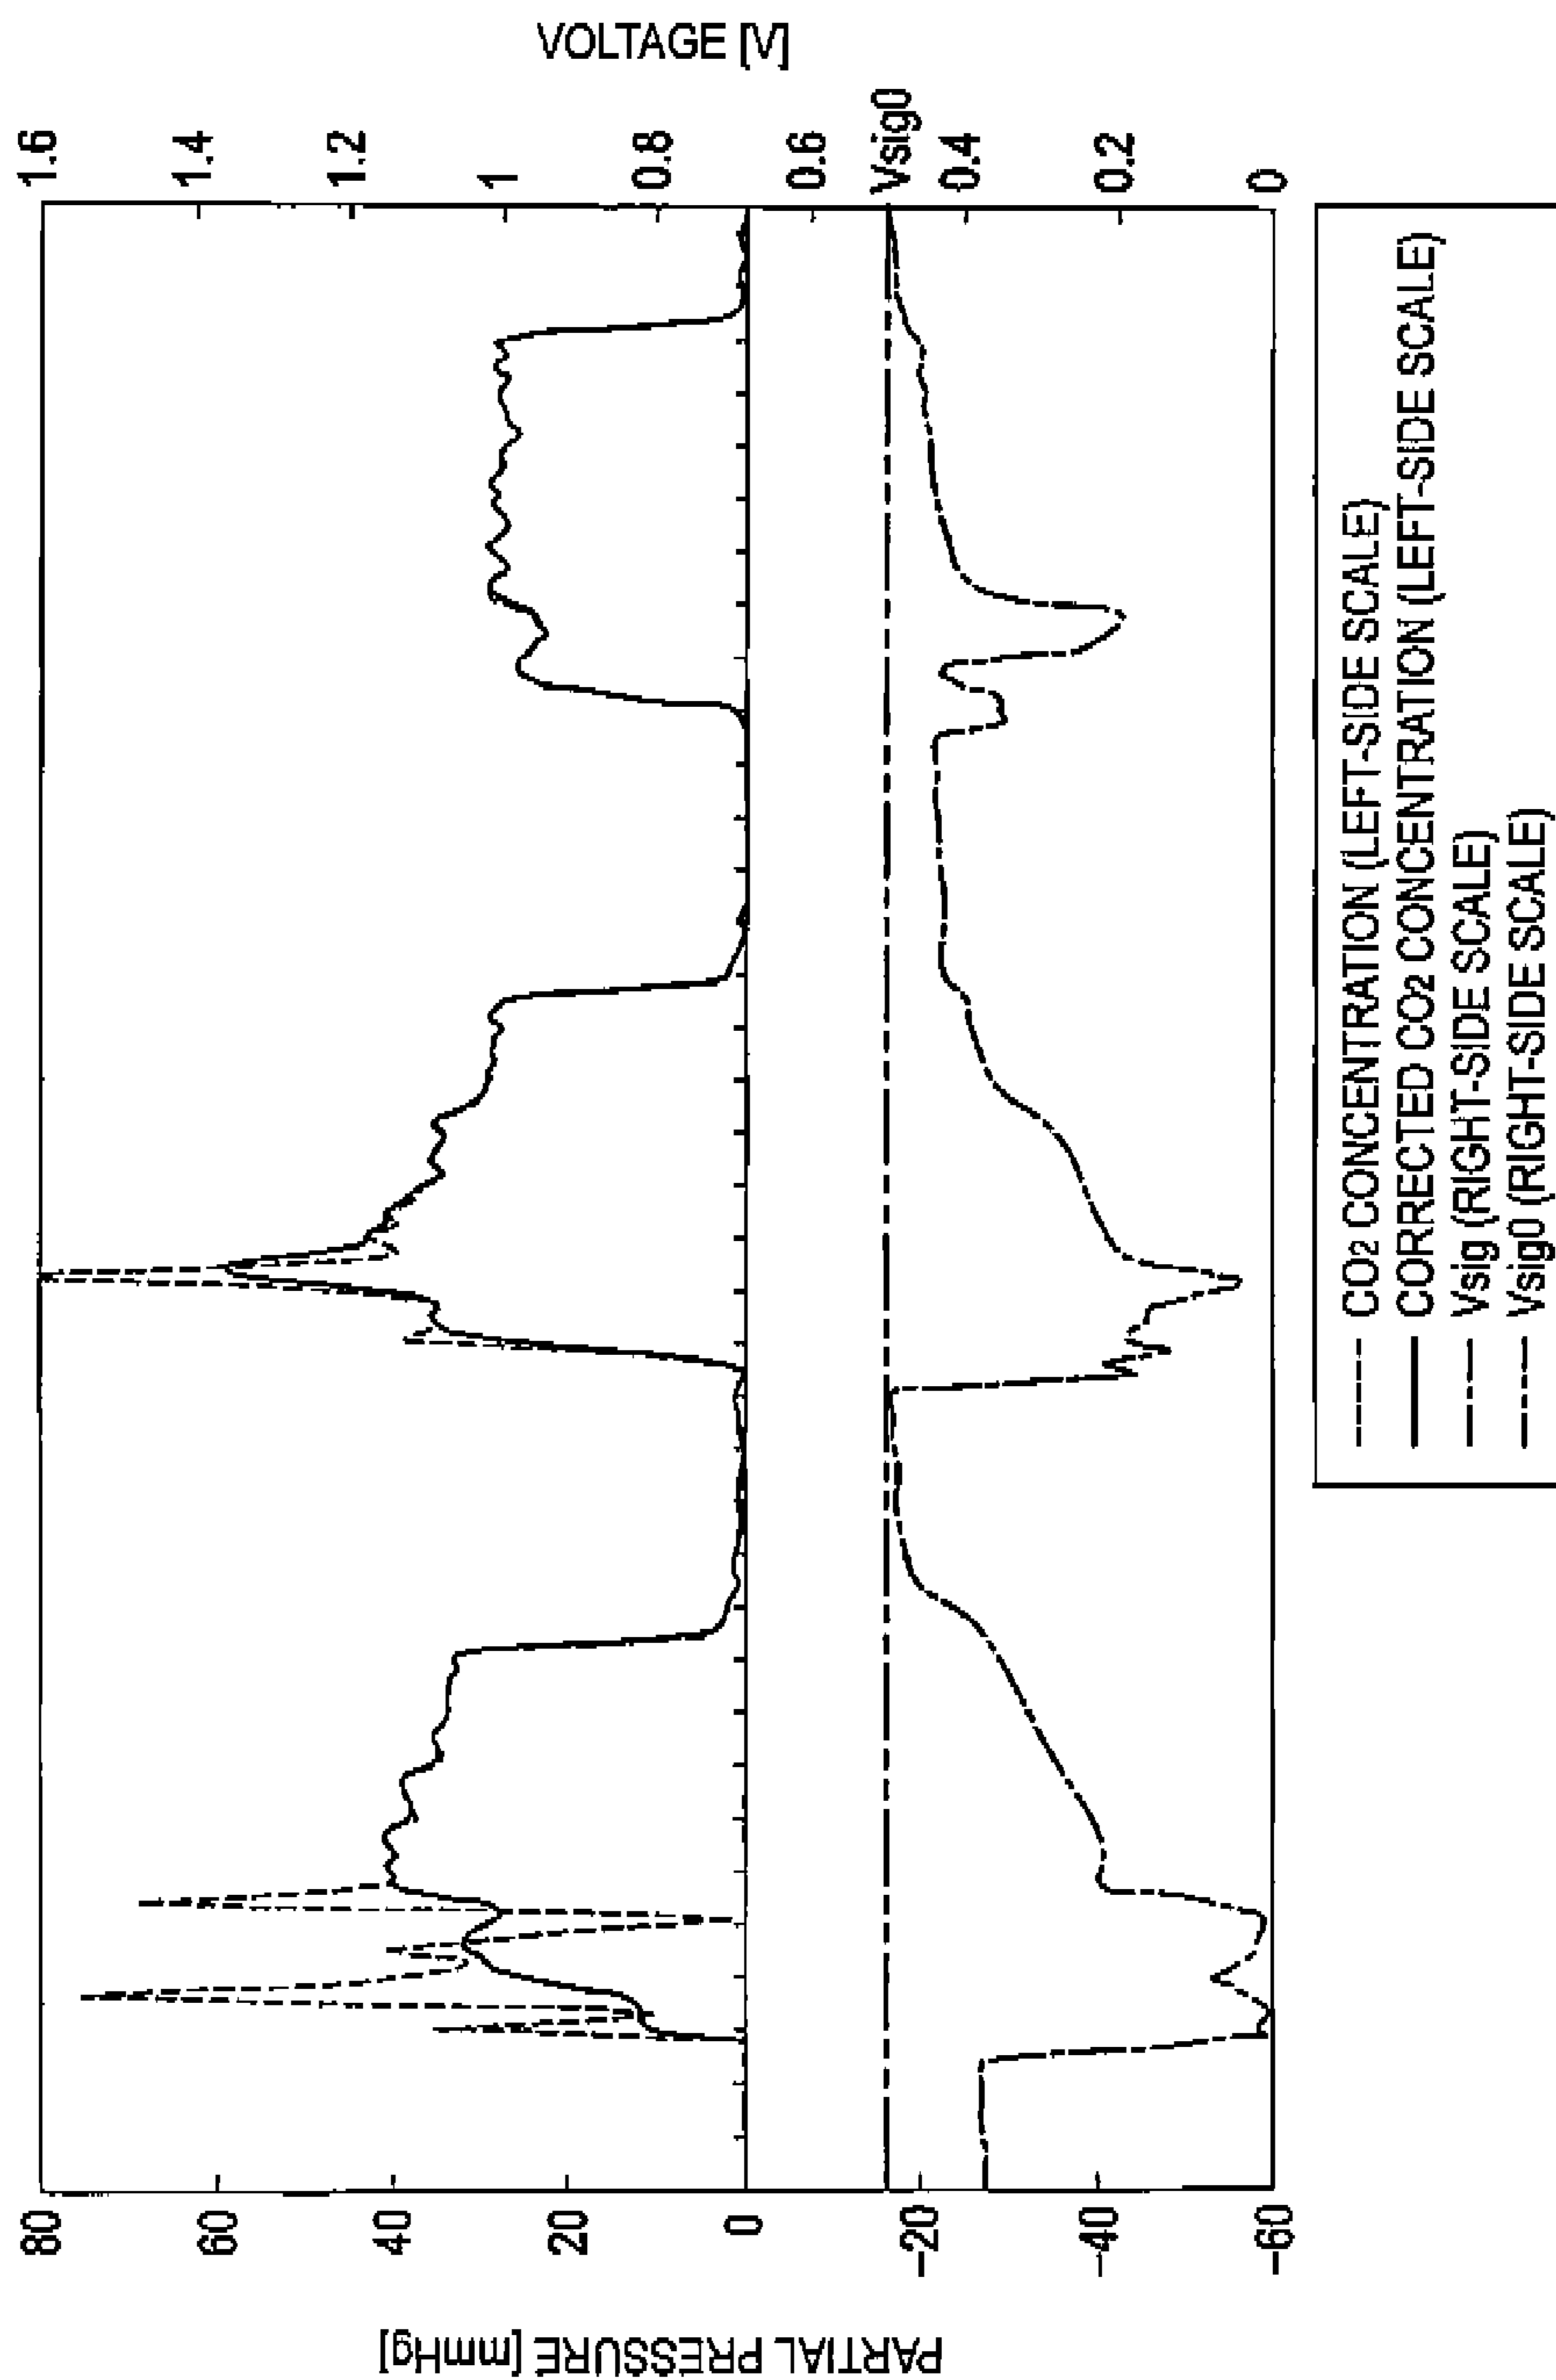 PARTIAL PRESSURE [mmHg]
80
60
40
20
0
-20
-40
-60
VOLTAGE [V]
1.6
1.4
1.2
1
0.8
0.6
Vsig0
0.4
0.2
0
CO2 CONCENTRATION (LEFT-SIDE SCALE)
CORRECTED CO2 CONCENTRATION (LEFT-SIDE SCALE)
Vsig (RIGHT-SIDE SCALE)
Vsig0 (RIGHT-SIDE SCALE)